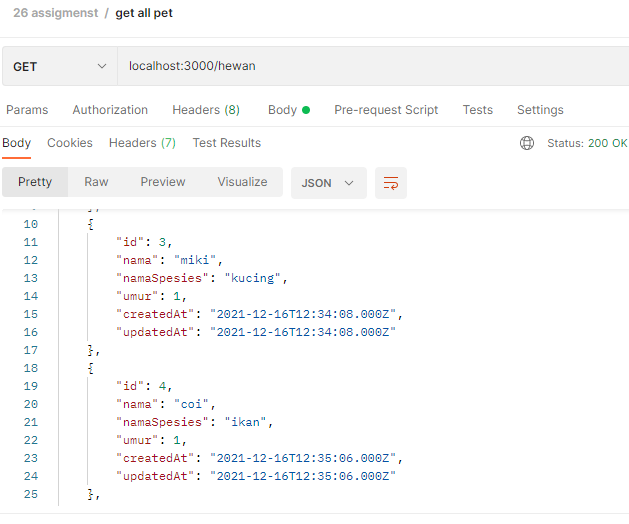 26 assigmenst / get all pet
GET localhost:3000/hewan
Params Authorization Headers (8) Body Pre-request Script Tests Settings
Body Cookies Headers (7) Test Results Status: 200 OK
Pretty Raw Preview Visualize JSON
10 {
11 "id": 3,
12 "nama": "miki",
13 "namaSpesies": "kucing",
14 "umur": 1,
15 "createdAt": "2021-12-16T12:34:08.000Z",
16 "updatedAt": "2021-12-16T12:34:08.000Z"
17 },
18 {
19 "id": 4,
20 "nama": "coi",
21 "namaSpesies": "ikan",
22 "umur": 1,
23 "createdAt": "2021-12-16T12:35:06.000Z",
24 "updatedAt": "2021-12-16T12:35:06.000Z"
25 },